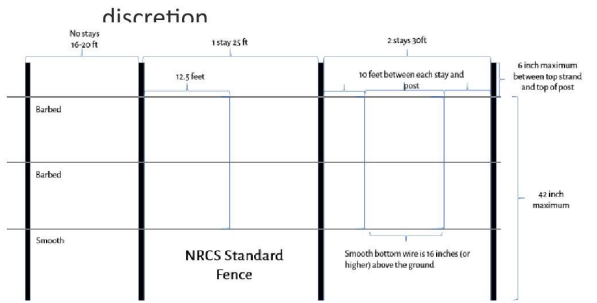 discretion
No stays
16-20 ft
1 stay 25 ft
2 stays 30ft
12.5 feet
10 feet between each stay and
post
6 inch maximum
between top strand
and top of post
Barbed
Barbed
42 inch
maximum
Smooth
NRCS Standard
Fence
Smooth bottom wire is 16 inches (or
higher) above the ground